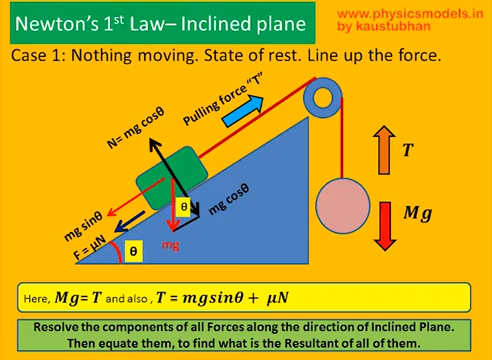 Newton's 1st Law– Inclined plane
www.physicsmodels.in
by kaustubhan
Case 1: Nothing moving. State of rest. Line up the force.
Pulling force "T"
N= mg cosθ
T
θ
mg cosθ
mg sinθ
Mg
F = μN
θ
mg
Here, Mg= T and also , T = mgsinθ + μN
Resolve the components of all Forces along the direction of Inclined Plane.
Then equate them, to find what is the Resultant of all of them.